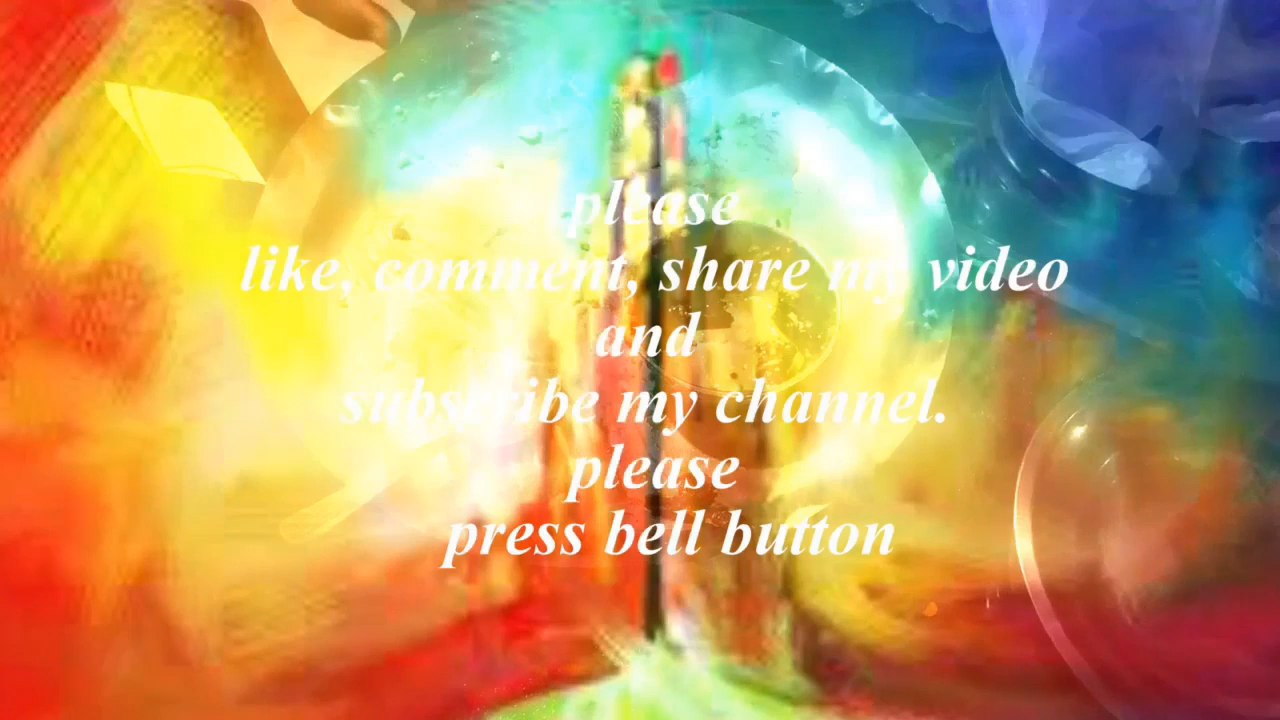 please
like, comment, share my video
and
subscribe my channel.
please
press bell button